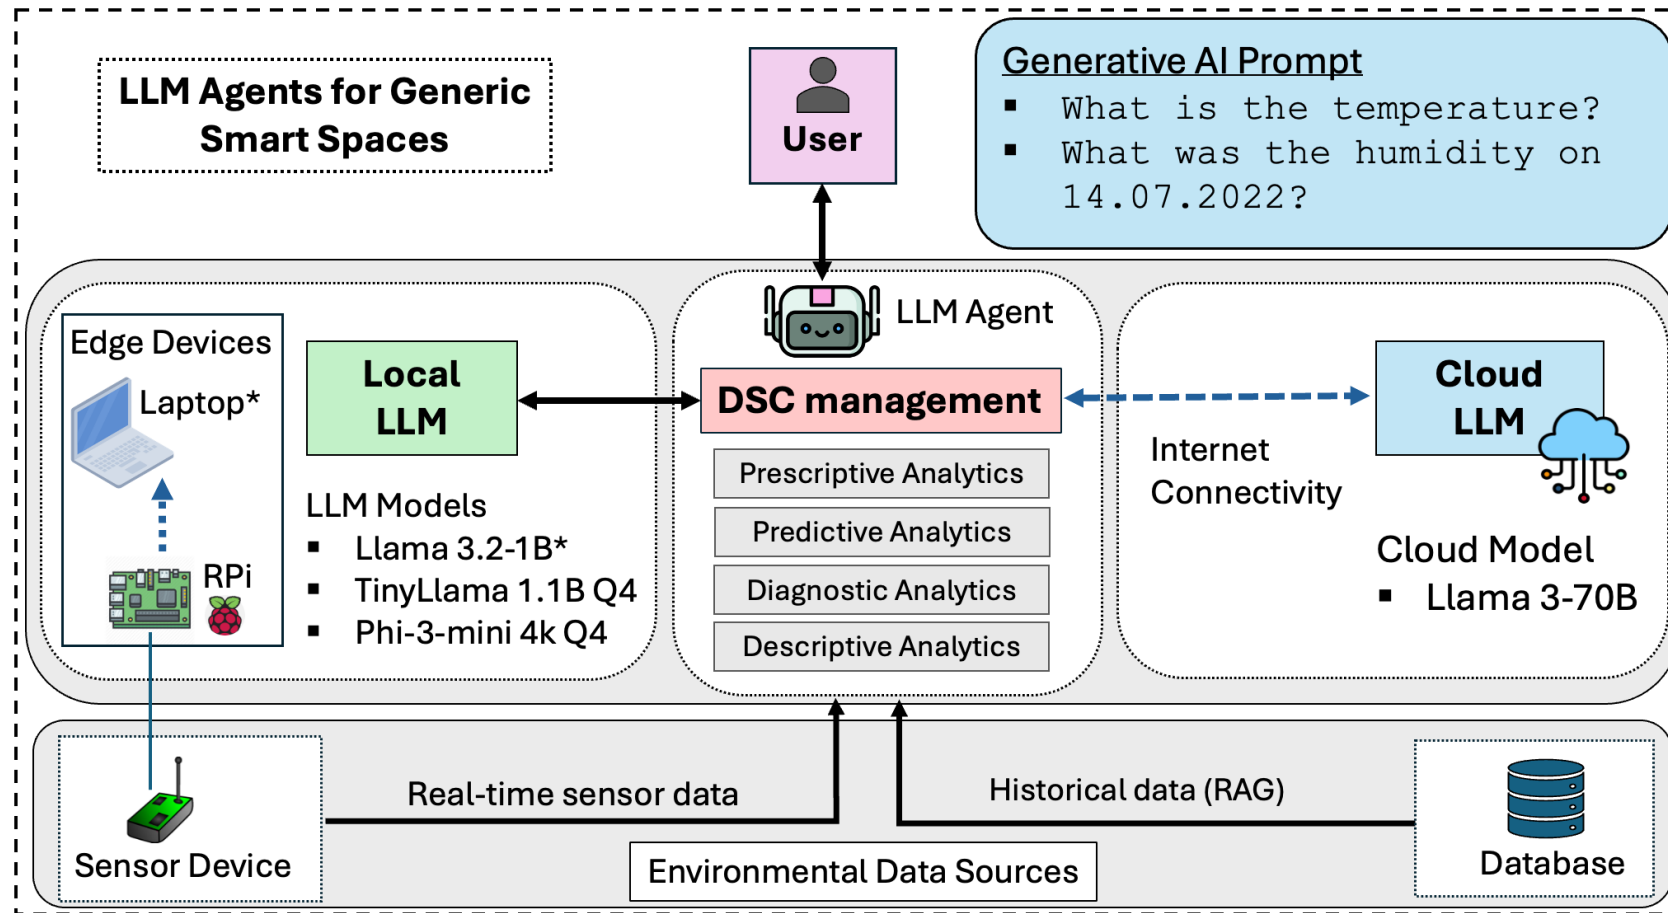 LLM Agents for Generic
Smart Spaces
User
Generative AI Prompt
▪ What is the temperature?
▪ What was the humidity on
14.07.2022?
Edge Devices
Laptop*
RPi
Local
LLM
LLM Models
▪ Llama 3.2-1B*
▪ TinyLlama 1.1B Q4
▪ Phi-3-mini 4k Q4
LLM Agent
DSC management
Prescriptive Analytics
Predictive Analytics
Diagnostic Analytics
Descriptive Analytics
Internet
Connectivity
Cloud
LLM
Cloud Model
▪ Llama 3-70B
Sensor Device
Real-time sensor data
Historical data (RAG)
Environmental Data Sources
Database